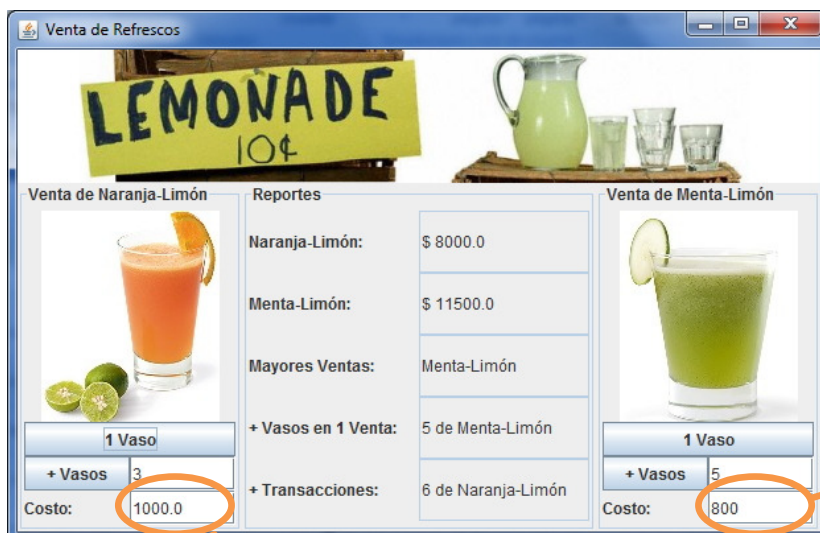 Venta de Refrescos
LEMONADE
10¢
Venta de Naranja-Limón
Reportes
Venta de Menta-Limón
Naranja-Limón:
$ 8000.0
Menta-Limón:
$ 11500.0
Mayores Ventas:
Menta-Limón
+ Vasos en 1 Venta:
5 de Menta-Limón
+ Transacciones:
6 de Naranja-Limón
1 Vaso
+ Vasos
3
Costo:
1000.0
1 Vaso
+ Vasos
5
Costo:
800